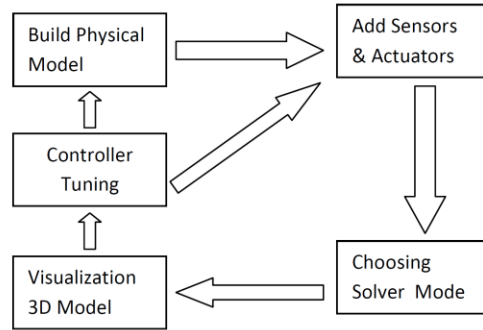 Build Physical
Model
Add Sensors
& Actuators
Controller
Tuning
Visualization
3D Model
Choosing
Solver Mode